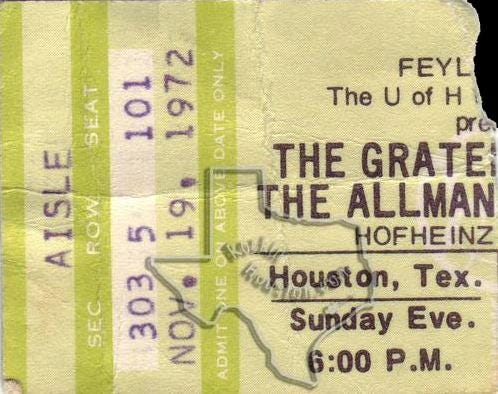 AISLE
SEC. ROW SEAT
303 5 101
NOV. 19, 1972
ADMIT ONE ON ABOVE DATE ONLY
FEYL
The U of H
pre
THE GRATE
THE ALLMAN
HOFHEINZ
Houston, Tex.
Sunday Eve.
6:00 P.M.